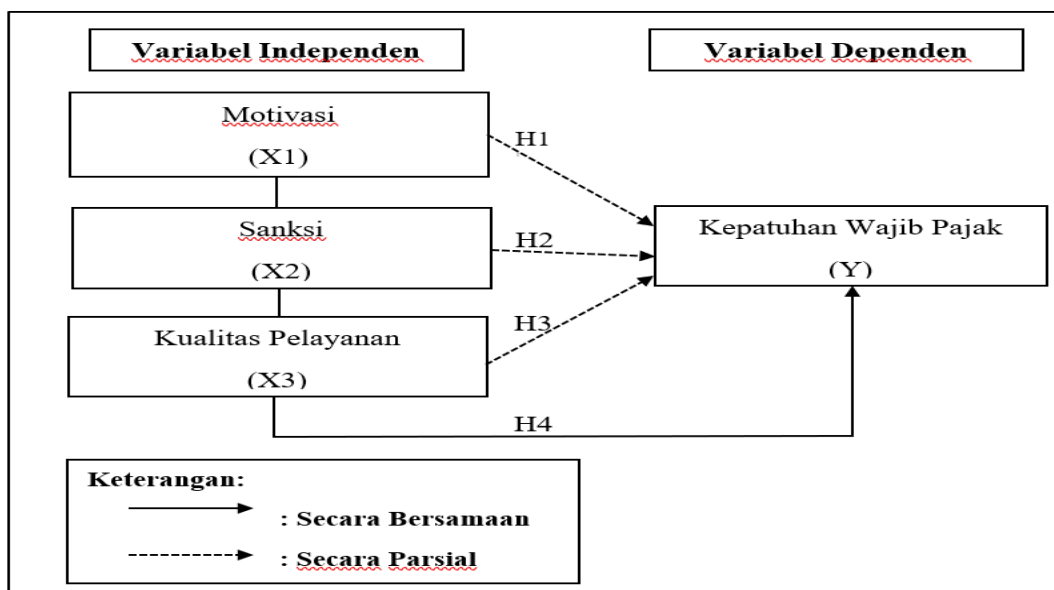 Variabel Independen
Variabel Dependen
Motivasi
(X1)
H1
Sanksi
(X2)
H2
Kepatuhan Wajib Pajak
(Y)
Kualitas Pelayanan
(X3)
H3
H4
Keterangan:
: Secara Bersamaan
: Secara Parsial